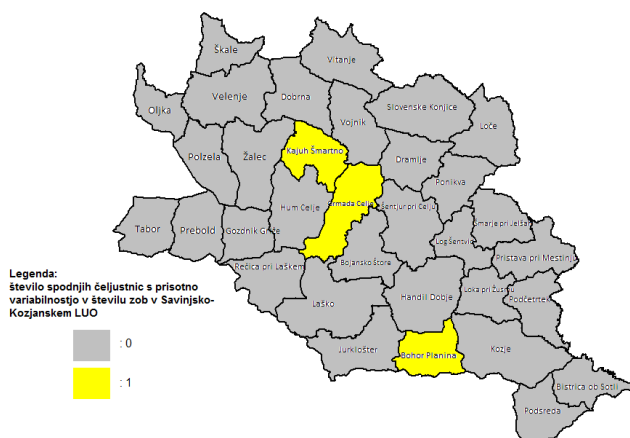 Škale
Vitanje
Velenje
Dobrna
Slovenske Konjice
Oljka
Vojnik
Loče
Kajuh Šmartno
Polzela
Žalec
Dramlje
Ponikva
Hum Celje
Šentjur pri Celju
Šmarje pri Jelšah
Tabor
Prebold
Gozdnik Griže
Log Šentvid
Pristava pri Mestinju
Rečica pri Laškem
Bojansko Štore
Legenda:
število spodnjih čeljustnic s prisotno
variabilnostjo v številu zob v Savinjsko-
Kozjanskem LUO
Laško
Handil Dobje
Loka pri Žusmu
Podčetrtek
: 0
Jurklošter
Bohor Planina
Kozje
: 1
Bistrica ob Sotli
Podsreda